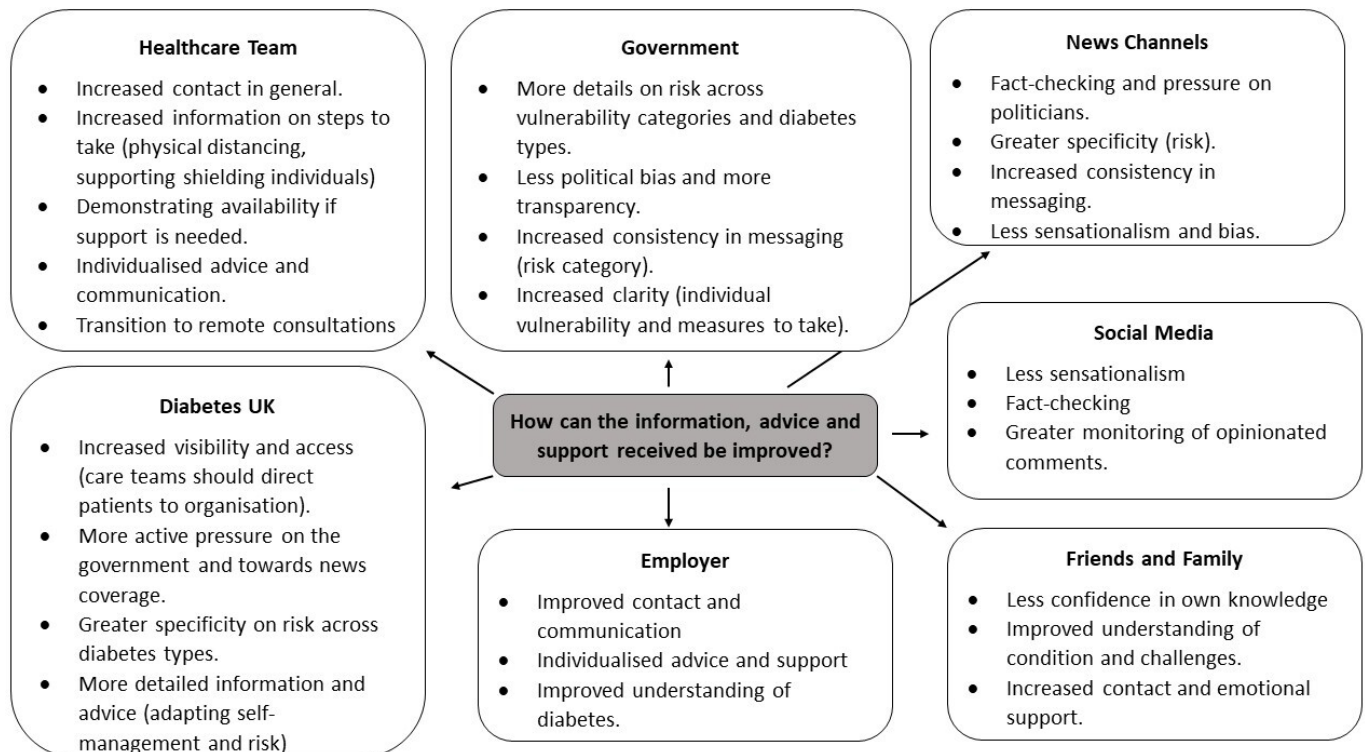 Healthcare Team
● Increased contact in general.
● Increased information on steps to
take (physical distancing,
supporting shielding individuals)
● Demonstrating availability if
support is needed.
● Individualised advice and
communication.
● Transition to remote consultations
Government
● More details on risk across
vulnerability categories and diabetes
types.
● Less political bias and more
transparency.
● Increased consistency in messaging
(risk category).
● Increased clarity (individual
vulnerability and measures to take).
News Channels
● Fact-checking and pressure on
politicians.
● Greater specificity (risk).
● Increased consistency in
messaging.
● Less sensationalism and bias.
Diabetes UK
● Increased visibility and access
(care teams should direct
patients to organisation).
● More active pressure on the
government and towards news
coverage.
● Greater specificity on risk across
diabetes types.
● More detailed information and
advice (adapting self-
management and risk)
How can the information, advice and
support received be improved?
Social Media
● Less sensationalism
● Fact-checking
● Greater monitoring of opinionated
comments.
Employer
● Improved contact and
communication
● Individualised advice and support
● Improved understanding of
diabetes.
Friends and Family
● Less confidence in own knowledge
● Improved understanding of
condition and challenges.
● Increased contact and emotional
support.